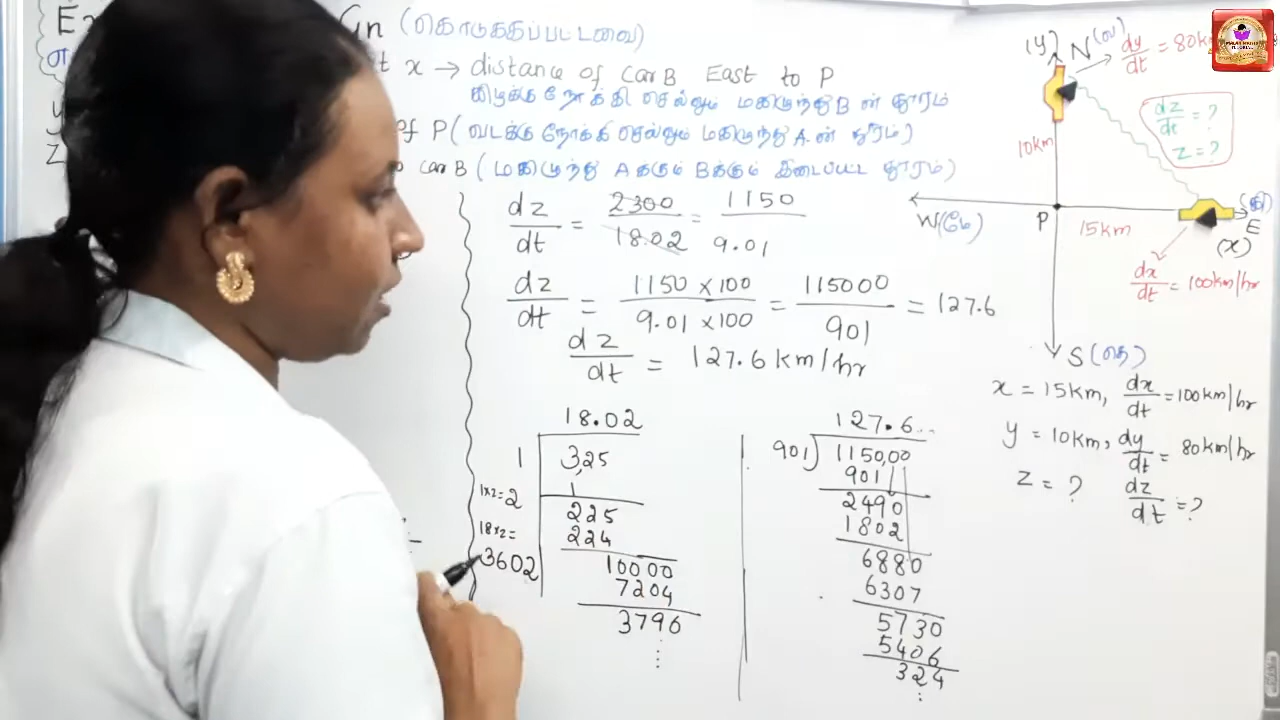 (கொடுக்கப்பட்டவை)
x → distance of Car B East to P
கிழக்கு நோக்கி செல்லும் மகிழுந்து B ன் தூரம்
of P (வடக்கு நோக்கி செல்லும் மகிழுந்து A ன் தூரம்)
Car B (மகிழுந்து A க்கும் B க்கும் இடைப்பட்ட தூரம்)
dz/dt = 2300/18.02 = 1150/9.01
dz/dt = 1150 x 100/9.01 x 100 = 115000/901 = 127.6
dz/dt = 127.6 km/hr
18.02
1 3,25
1
1x2=2 225
18x2= 224
3602 10000
7204
3796
127.6...
901) 1150,00
901
2490
1802
6880
6307
5730
5406
324
(y) N (வ) dy/dt = 80k
dz/dt = ?
z = ?
10km
W(மே) P 15km E
(x)
dx/dt = 100km/hr
S (தெ)
x = 15km, dx/dt = 100km/hr
y = 10km, dy/dt = 80km/hr
z = ? dz/dt = ?